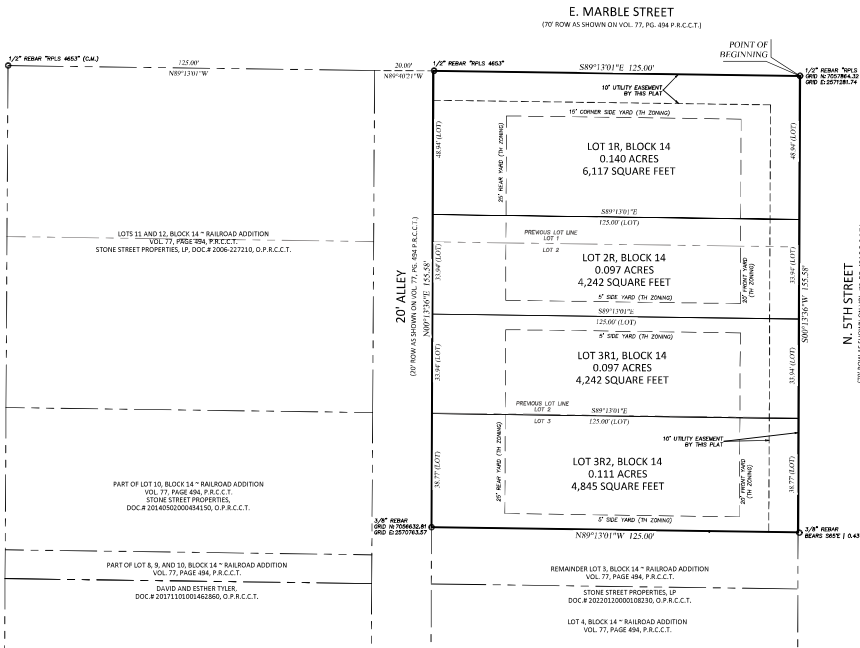 E. MARBLE STREET
(70' ROW AS SHOWN ON VOL. 77, PG. 494 P.R.C.C.T.)
POINT OF
BEGINNING
1/2" REBAR "RPLS 4653" (C.M.)
125.00'
N89°13'01"W
20.00'
N89°40'21"W
1/2" REBAR "RPLS 4653"
S89°13'01"E 125.00'
1/2" REBAR "RPLS
GRID N: 7057864.32
GRID E: 2571281.74
10' UTILITY EASEMENT
BY THIS PLAT
15' CORNER SIDE YARD (TH ZONING)
25' REAR YARD (TH ZONING)
48.94' (LOT)
48.94' (LOT)
LOT 1R, BLOCK 14
0.140 ACRES
6,117 SQUARE FEET
S89°13'01"E
125.00' (LOT)
PREVIOUS LOT LINE
LOT 1
LOT 2
LOTS 11 AND 12, BLOCK 14 ~ RAILROAD ADDITION
VOL. 77, PAGE 494, P.R.C.C.T.
STONE STREET PROPERTIES, LP, DOC.# 2006-227210, O.P.R.C.C.T.
20' ALLEY
(20' ROW AS SHOWN ON VOL. 77, PG. 494 P.R.C.C.T.)
N00°13'36"E 155.58'
33.94' (LOT)
33.94' (LOT)
LOT 2R, BLOCK 14
0.097 ACRES
4,242 SQUARE FEET
20' FRONT YARD
(TH ZONING)
5' SIDE YARD (TH ZONING)
S00°13'36"W 155.58'
N. 5TH STREET
S89°13'01"E
125.00' (LOT)
5' SIDE YARD (TH ZONING)
33.94' (LOT)
33.94' (LOT)
LOT 3R1, BLOCK 14
0.097 ACRES
4,242 SQUARE FEET
PREVIOUS LOT LINE
LOT 2
LOT 3
S89°13'01"E
125.00' (LOT)
10' UTILITY EASEMENT
BY THIS PLAT
25' REAR YARD (TH ZONING)
38.77' (LOT)
38.77' (LOT)
LOT 3R2, BLOCK 14
0.111 ACRES
4,845 SQUARE FEET
20' FRONT YARD
(TH ZONING)
5' SIDE YARD (TH ZONING)
PART OF LOT 10, BLOCK 14 ~ RAILROAD ADDITION
VOL. 77, PAGE 494, P.R.C.C.T.
STONE STREET PROPERTIES,
DOC.# 20140502000434150, O.P.R.C.C.T.
3/8" REBAR
GRID N: 7056632.81
GRID E: 2570763.57
N89°13'01"W 125.00'
3/8" REBAR
BEARS S65°E | 0.43
PART OF LOT 8, 9, AND 10, BLOCK 14 ~ RAILROAD ADDITION
VOL. 77, PAGE 494, P.R.C.C.T.
DAVID AND ESTHER TYLER,
DOC.# 20171101001462860, O.P.R.C.C.T.
REMAINDER LOT 3, BLOCK 14 ~ RAILROAD ADDITION
VOL. 77, PAGE 494, P.R.C.C.T.
STONE STREET PROPERTIES, LP
DOC.# 20220120000108230, O.P.R.C.C.T.
LOT 4, BLOCK 14 ~ RAILROAD ADDITION
VOL. 77, PAGE 494, P.R.C.C.T.